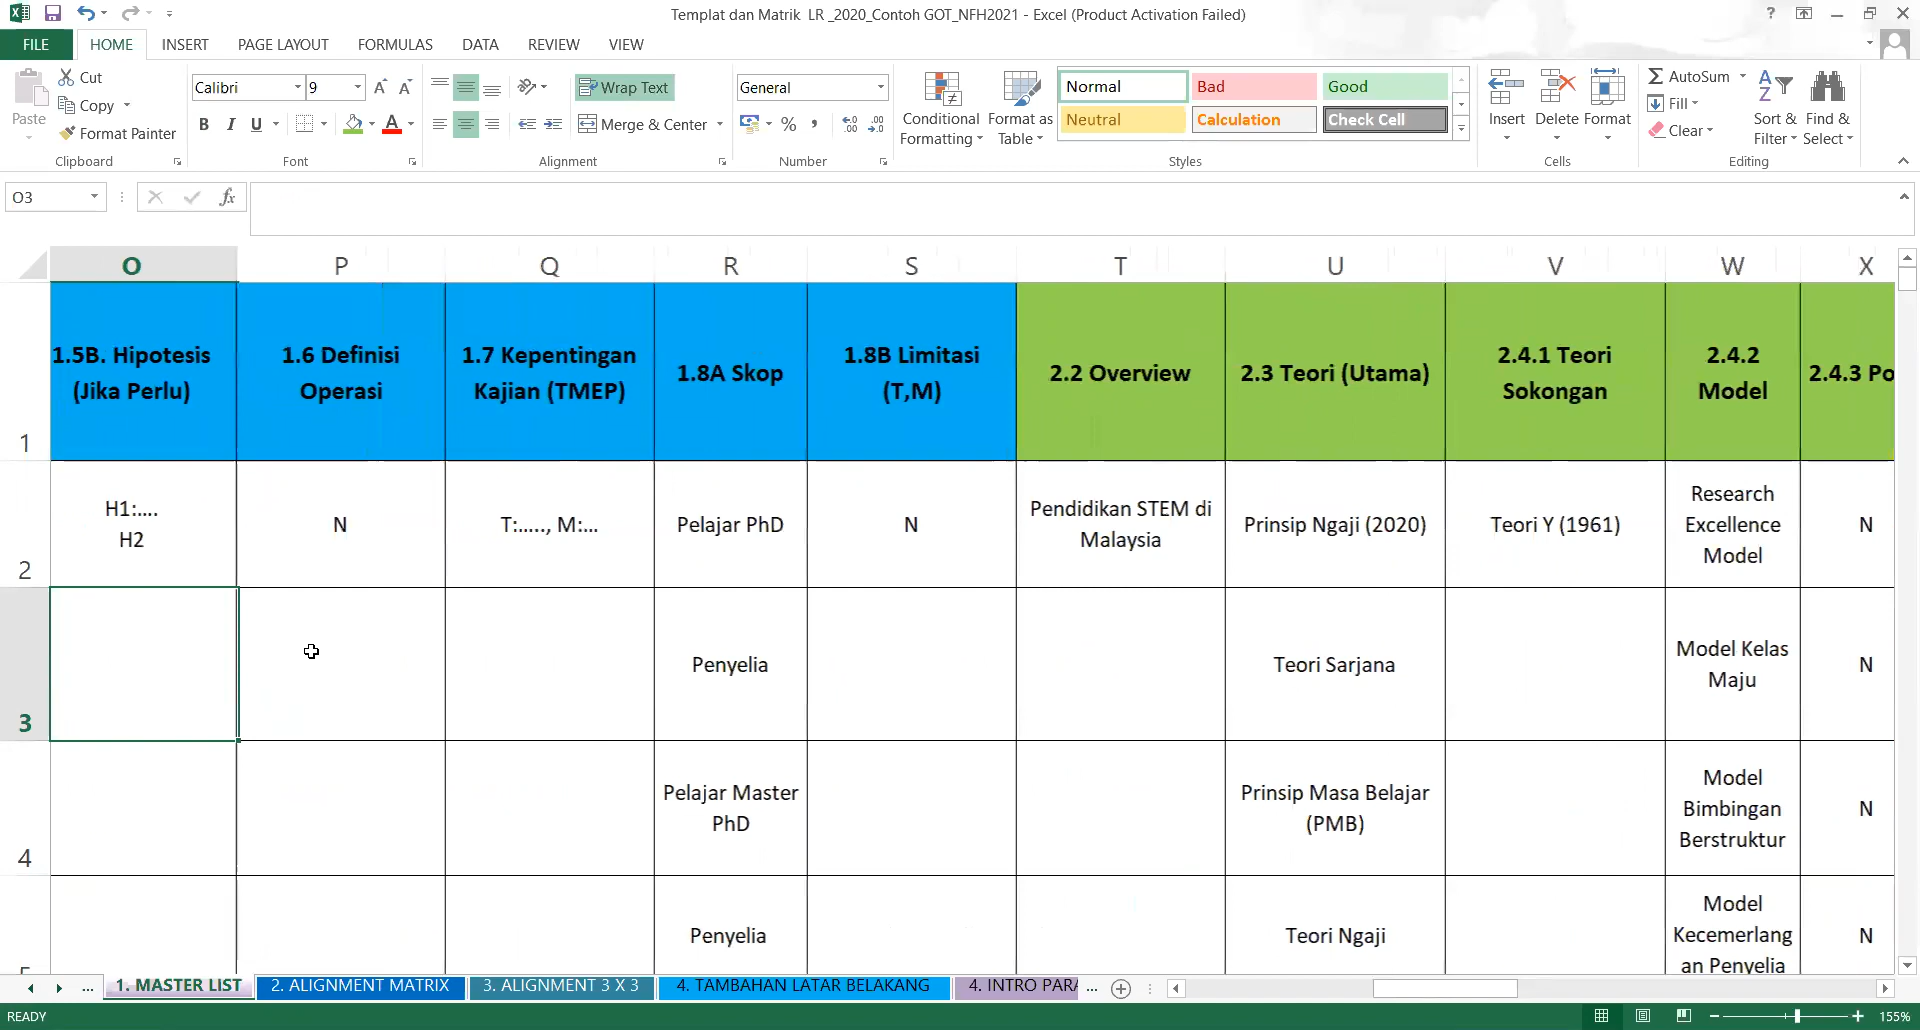 Templat dan Matrik LR _2020_Contoh GOT_NFH2021 - Excel (Product Activation Failed)
FILE HOME INSERT PAGE LAYOUT FORMULAS DATA REVIEW VIEW
Paste
Cut
Copy
Format Painter
Clipboard
Calibri 9
B I U
Font
Wrap Text
Merge & Center
Alignment
General
% ,
Number
Conditional Formatting
Format as Table
Normal Bad Good
Neutral Calculation Check Cell
Styles
Insert Delete Format
Cells
AutoSum
Fill
Clear
Sort & Filter
Find & Select
Editing
O3
fx
O P Q R S T U V W X
1
1.5B. Hipotesis (Jika Perlu)
1.6 Definisi Operasi
1.7 Kepentingan Kajian (TMEP)
1.8A Skop
1.8B Limitasi (T,M)
2.2 Overview
2.3 Teori (Utama)
2.4.1 Teori Sokongan
2.4.2 Model
2.4.3 Po
2
H1:....
H2
N
T:....., M:...
Pelajar PhD
N
Pendidikan STEM di Malaysia
Prinsip Ngaji (2020)
Teori Y (1961)
Research Excellence Model
N
3
Penyelia
Teori Sarjana
Model Kelas Maju
N
4
Pelajar Master PhD
Prinsip Masa Belajar (PMB)
Model Bimbingan Berstruktur
N
5
Penyelia
Teori Ngaji
Model
Kecemerlang
an Penyelia
N
... 1. MASTER LIST 2. ALIGNMENT MATRIX 3. ALIGNMENT 3 X 3 4. TAMBAHAN LATAR BELAKANG 4. INTRO PARA ...
READY
155%